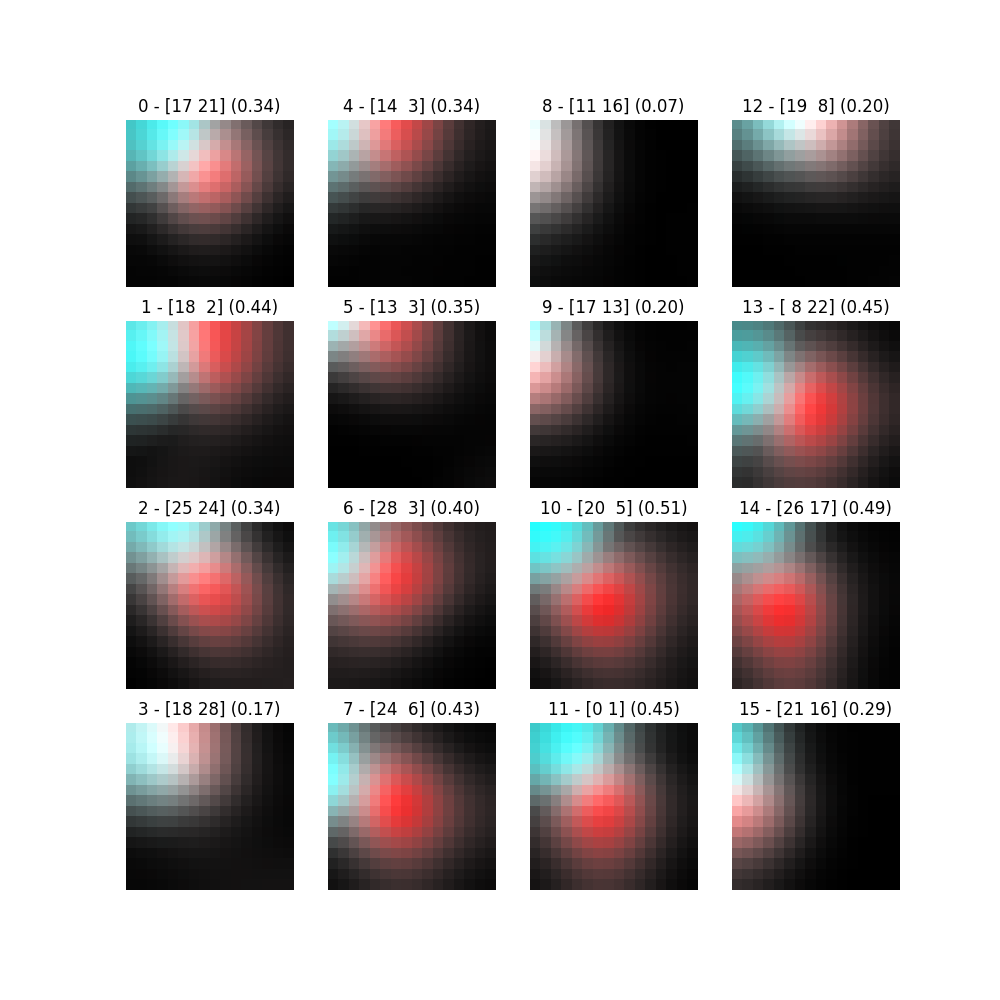 0 - [17 21] (0.34)
4 - [14  3] (0.34)
8 - [11 16] (0.07)
12 - [19  8] (0.20)
1 - [18  2] (0.44)
5 - [13  3] (0.35)
9 - [17 13] (0.20)
13 - [ 8 22] (0.45)
2 - [25 24] (0.34)
6 - [28  3] (0.40)
10 - [20  5] (0.51)
14 - [26 17] (0.49)
3 - [18 28] (0.17)
7 - [24  6] (0.43)
11 - [0 1] (0.45)
15 - [21 16] (0.29)